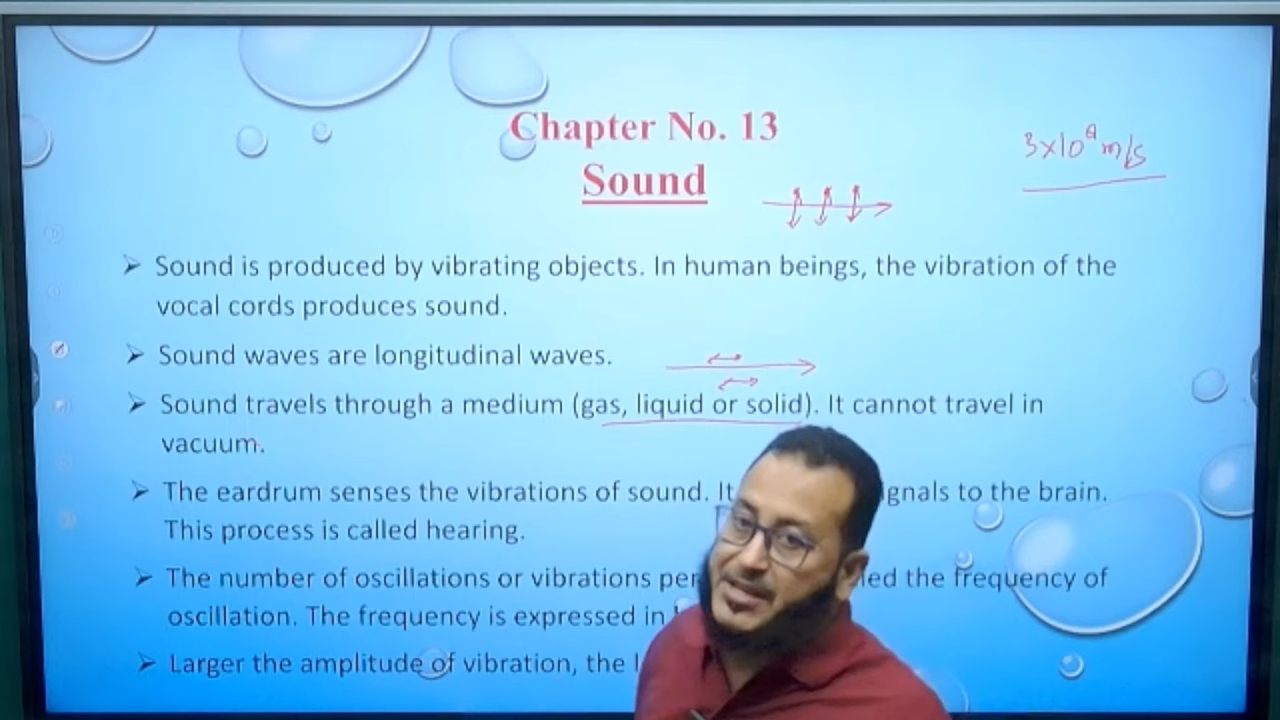 Chapter No. 13
3×10⁸ m/s
Sound
➢ Sound is produced by vibrating objects. In human beings, the vibration of the
vocal cords produces sound.
➢ Sound waves are longitudinal waves.
➢ Sound travels through a medium (gas, liquid or solid). It cannot travel in
vacuum.
➢ The eardrum senses the vibrations of sound. It gnals to the brain.
This process is called hearing.
➢ The number of oscillations or vibrations per led the frequency of
oscillation. The frequency is expressed in
➢ Larger the amplitude of vibration, the